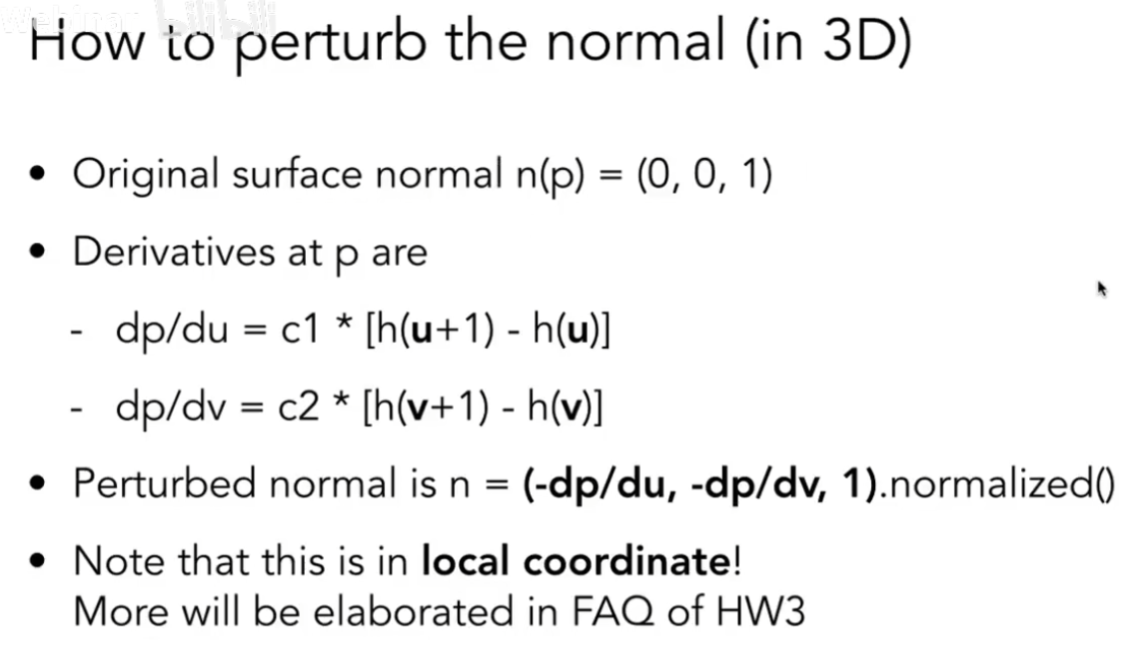 How to perturb the normal (in 3D)
• Original surface normal n(p) = (0, 0, 1)
• Derivatives at p are
- dp/du = c1 * [h(u+1) - h(u)]
- dp/dv = c2 * [h(v+1) - h(v)]
• Perturbed normal is n = (-dp/du, -dp/dv, 1).normalized()
• Note that this is in local coordinate!
More will be elaborated in FAQ of HW3